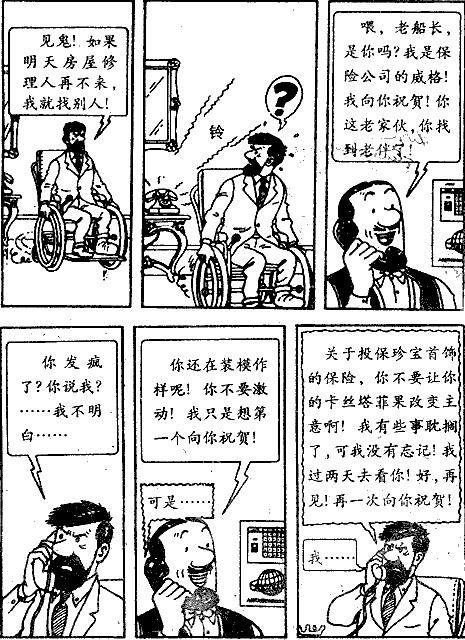 见鬼！如果
明天房屋修
理人再不来，
我就找别人！
铃
?
喂，老船长，
是你吗？我是保
险公司的威格！
我向你祝贺！你
这老家伙，你找
到老伴了
你发疯
了？你说我？
……我不明
白……
你还在装模作
样呢！你不要激
动！我只是想第
一个向你祝贺！
可是……
关于投保珍宝首饰
的保险，你不要让你
的卡丝塔菲果改变主
意啊！我有些事耽搁
了，可我没有忘记！我
过两天去看你！好，再
见！再一次向你祝贺！
我……